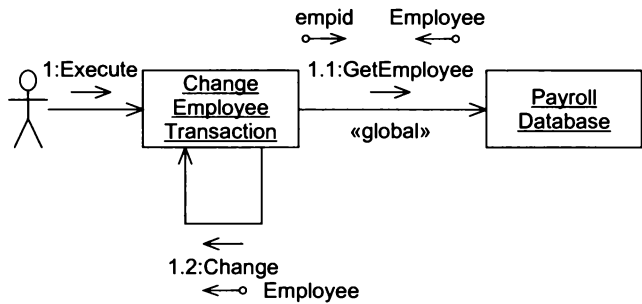 empid
Employee
1:Execute
Change
Employee
Transaction
1.1:GetEmployee
«global»
Payroll
Database
1.2:Change
Employee